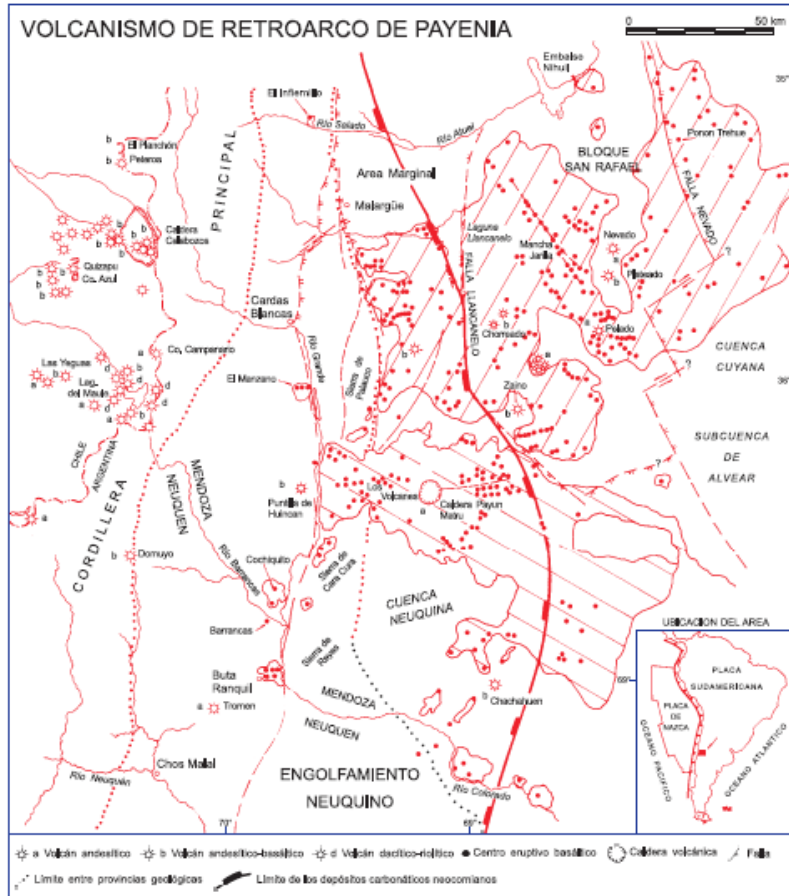 VOLCANISMO DE RETROARCO DE PAYENIA
0 50 km
Embalse
Nihuil
35°
El Infiernillo
Río Salado
Río Atuel
b
El Planchón
Peteroa
b
PRINCIPAL
Area Marginal
Malargüe
BLOQUE
SAN RAFAEL
Ponon Trehue
FALLA NEVADO
Laguna
Llancanelo
Mancha
Jarilla
Nevado
a
Plateado
b
Caldera
Calabozos
Quizapu
Co. Azul
Cardas
Blancas
FALLA LLANCANELO
Chorreado
b
a
Pelado
?
Río Grande
Sierra de
Palauco
Co. Campanario
Las Yeguas
Lag.
del Maule
El Manzano
Zaino
b
CUENCA
CUYANA
36°
SUBCUENCA
DE
ALVEAR
CHILE
ARGENTINA
MENDOZA
NEUQUEN
CORDILLERA
b
Puntilla de
Huincan
Los
Volcanes
a
Caldera Payun
Matru
b Domuyo
Río Barrancas
Cochiquito
Sierra de
Cara Cura
CUENCA
NEUQUINA
Barrancas
Sierra de
Reyes
UBICACION DEL AREA
Buta
Ranquil
a Tromen
MENDOZA
NEUQUEN
b
Chachahuen
69°
PLACA
SUDAMERICANA
PLACA
DE
NAZCA
OCEANO PACIFICO
OCEANO ATLANTICO
Chos Malal
Río Neuquén
ENGOLFAMIENTO
NEUQUINO
Río Colorado
70°
69°
a Volcán andesítico b Volcán andesítico-basáltico d Volcán dacítico-riolítico Centro eruptivo basáltico Caldera volcánica Falla
Límite entre provincias geológicas Límite de los depósitos carbonáticos neocomianos